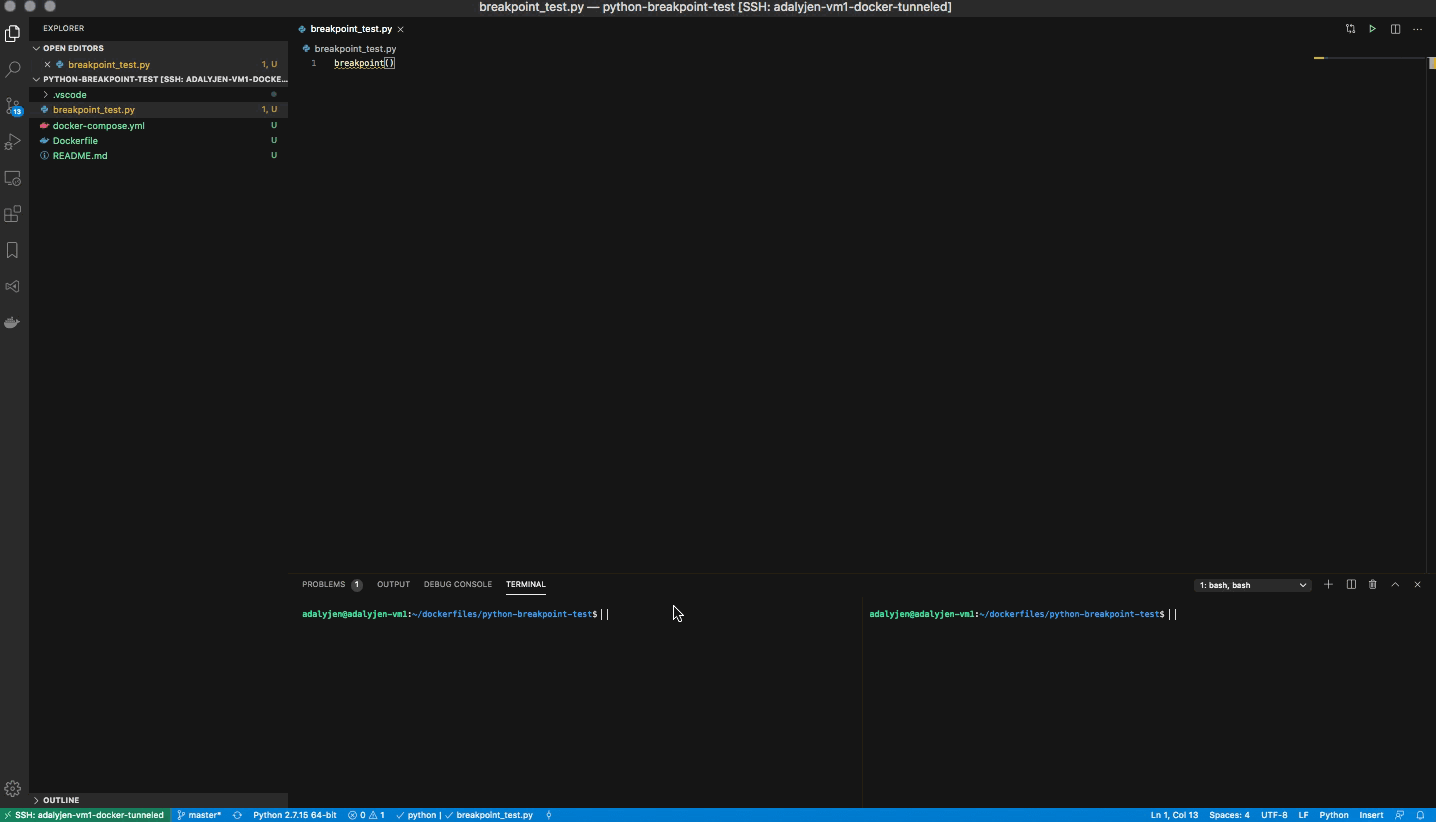 breakpoint_test.py — python-breakpoint-test [SSH: adalyjen-vm1-docker-tunneled]
EXPLORER
OPEN EDITORS
breakpoint_test.py 1, U
PYTHON-BREAKPOINT-TEST [SSH: ADALYJEN-VM1-DOCKE...
.vscode
breakpoint_test.py 1, U
docker-compose.yml U
Dockerfile U
README.md U
13
breakpoint_test.py
breakpoint_test.py
1 breakpoint()
PROBLEMS 1 OUTPUT DEBUG CONSOLE TERMINAL
1: bash, bash
adalyjen@adalyjen-vm1:~/dockerfiles/python-breakpoint-test$
adalyjen@adalyjen-vm1:~/dockerfiles/python-breakpoint-test$
OUTLINE
SSH: adalyjen-vm1-docker-tunneled master* Python 2.7.15 64-bit 0 1 python | breakpoint_test.py Ln 1, Col 13 Spaces: 4 UTF-8 LF Python Insert